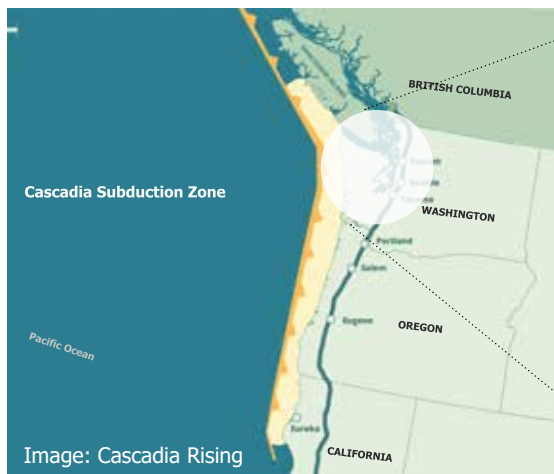 BRITISH COLUMBIA
Cascadia Subduction Zone
WASHINGTON
Portland
Salem
Eugene
OREGON
Pacific Ocean
Eureka
Image: Cascadia Rising
CALIFORNIA